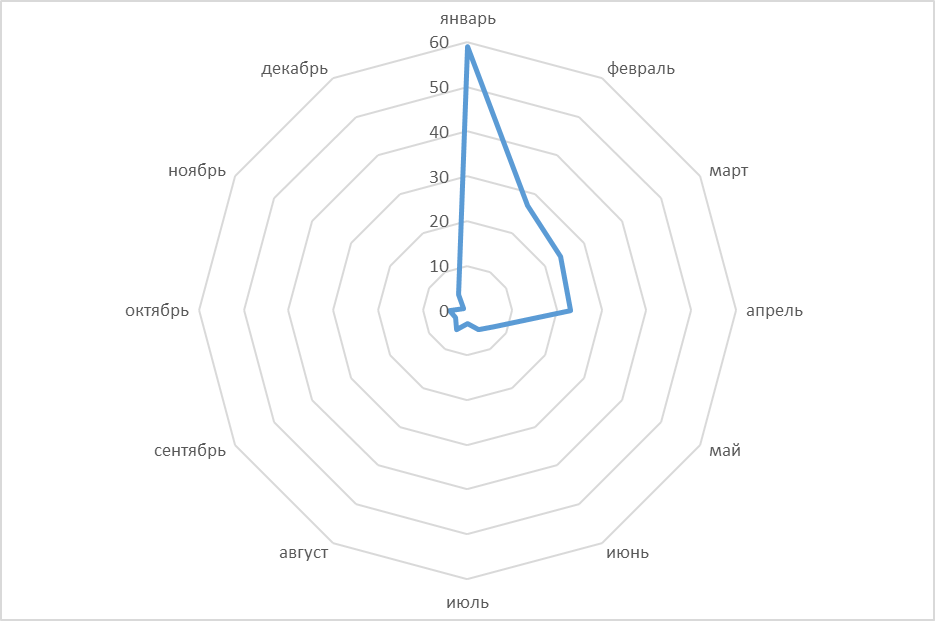 январь
60
декабрь
февраль
50
40
ноябрь
март
30
20
10
октябрь
0
апрель
сентябрь
май
август
июнь
июль